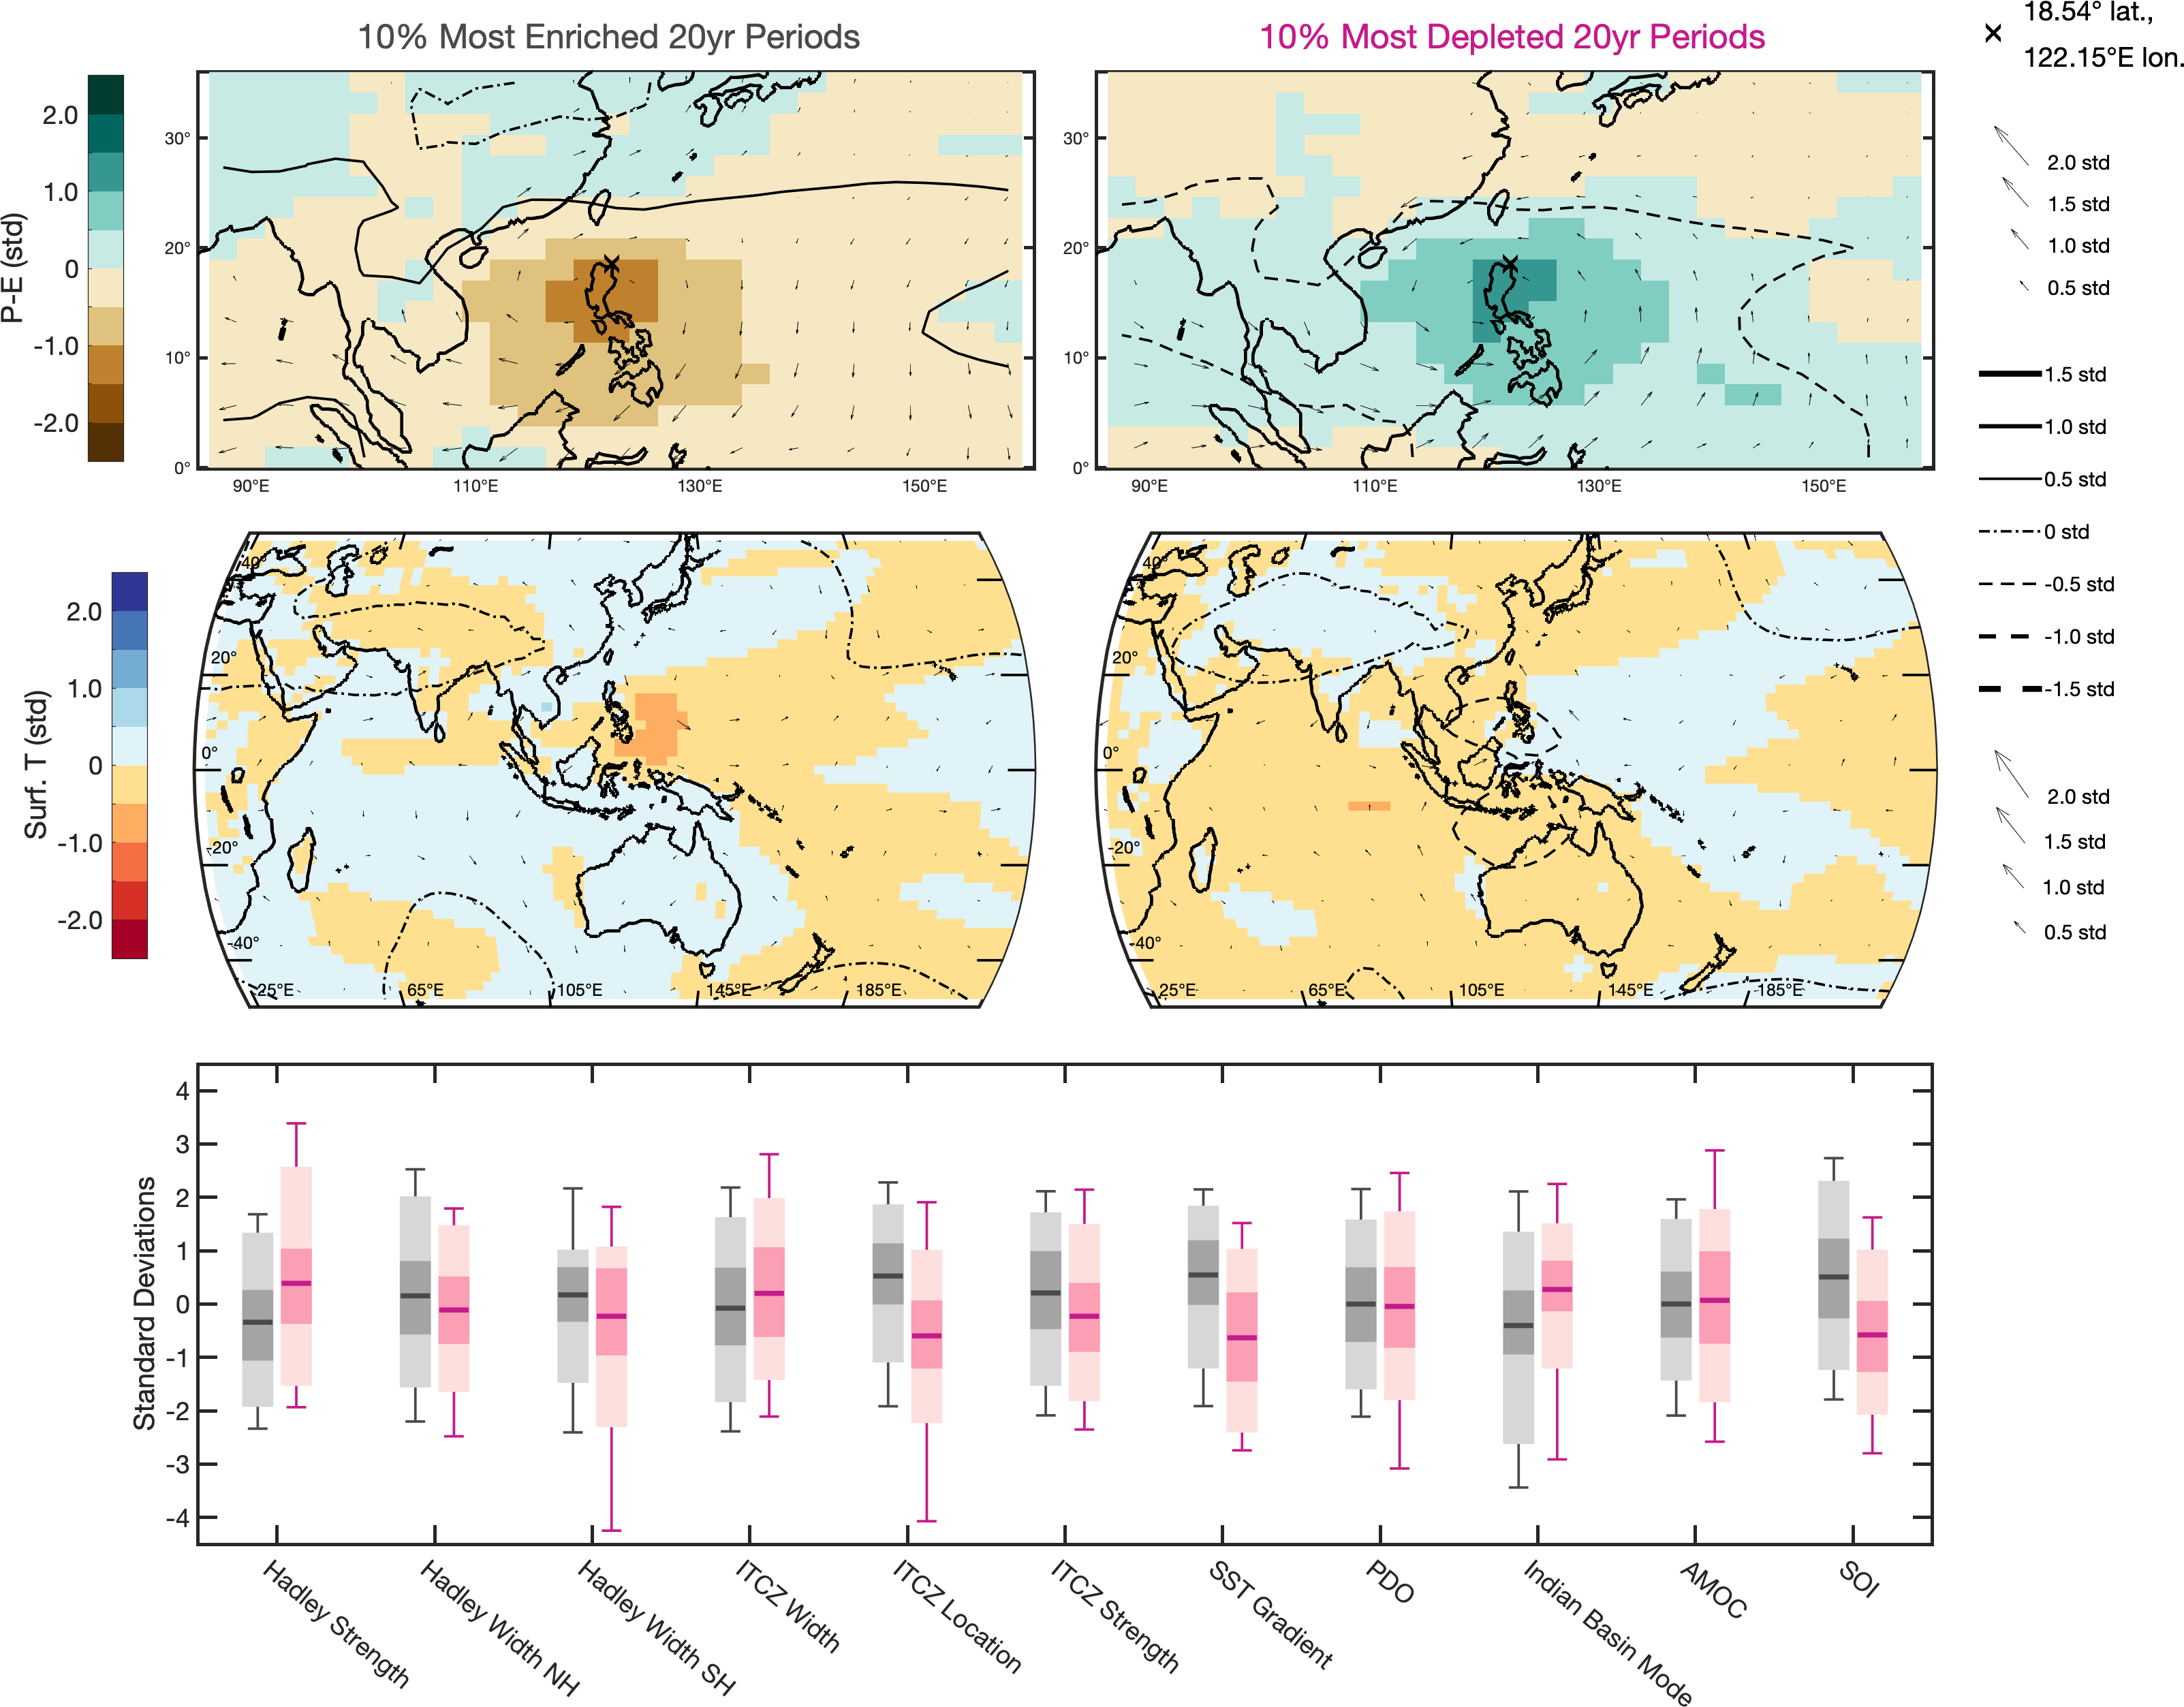 10% Most Enriched 20yr Periods
10% Most Depleted 20yr Periods
18.54° lat.,
122.15°E lon.
P-E (std)
2.0
1.0
0
-1.0
-2.0
30°
20°
10°
0°
90°E
110°E
130°E
150°E
30°
20°
10°
0°
90°E
110°E
130°E
150°E
2.0 std
1.5 std
1.0 std
0.5 std
1.5 std
1.0 std
0.5 std
0 std
-0.5 std
-1.0 std
-1.5 std
2.0 std
1.5 std
1.0 std
0.5 std
Surf. T (std)
2.0
1.0
0
-1.0
-2.0
40°
20°
0°
-20°
-40°
25°E
65°E
105°E
145°E
185°E
40°
20°
0°
-20°
-40°
25°E
65°E
105°E
145°E
185°E
Standard Deviations
4
3
2
1
0
-1
-2
-3
-4
Hadley Strength
Hadley Width NH
Hadley Width SH
ITCZ Width
ITCZ Location
ITCZ Strength
SST Gradient
PDO
Indian Basin Mode
AMOC
SOI